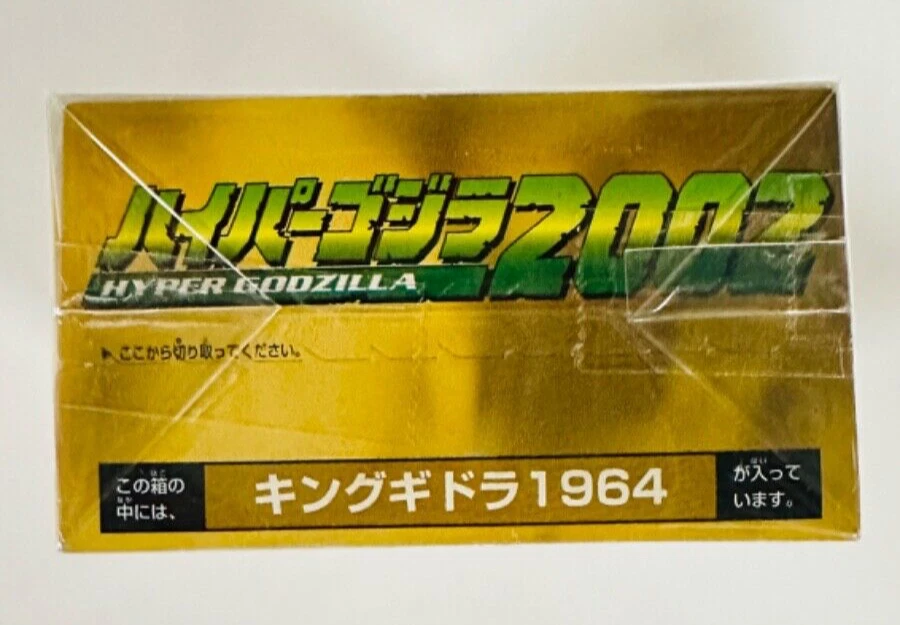 ハイパーゴジラ2002
HYPER GODZILLA
▶ここから切り取ってください。
この箱の中には、
キングギドラ1964
が入っています。